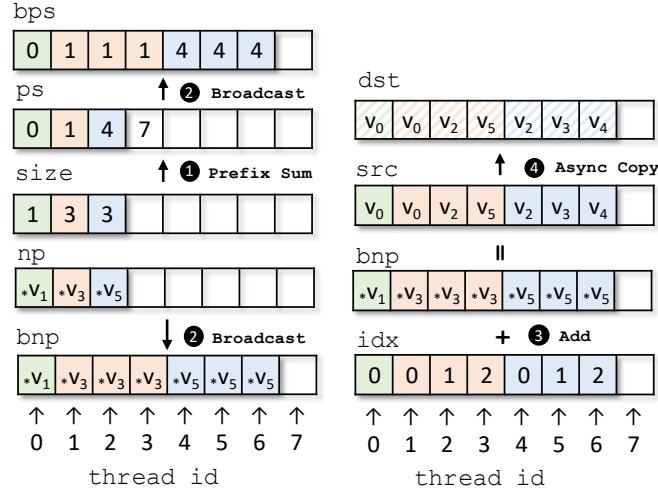 bps
0 1 1 1 4 4 4
2 Broadcast
ps
0 1 4 7
1 Prefix Sum
size
1 3 3
np
*v1 *v3 *v5
2 Broadcast
bnp
*v1 *v3 *v3 *v3 *v5 *v5 *v5
0 1 2 3 4 5 6 7
thread id
dst
v0 v0 v2 v5 v2 v3 v4
4 Async Copy
src
v0 v0 v2 v5 v2 v3 v4
=
bnp
*v1 *v3 *v3 *v3 *v5 *v5 *v5
+ 3 Add
idx
0 0 1 2 0 1 2
0 1 2 3 4 5 6 7
thread id